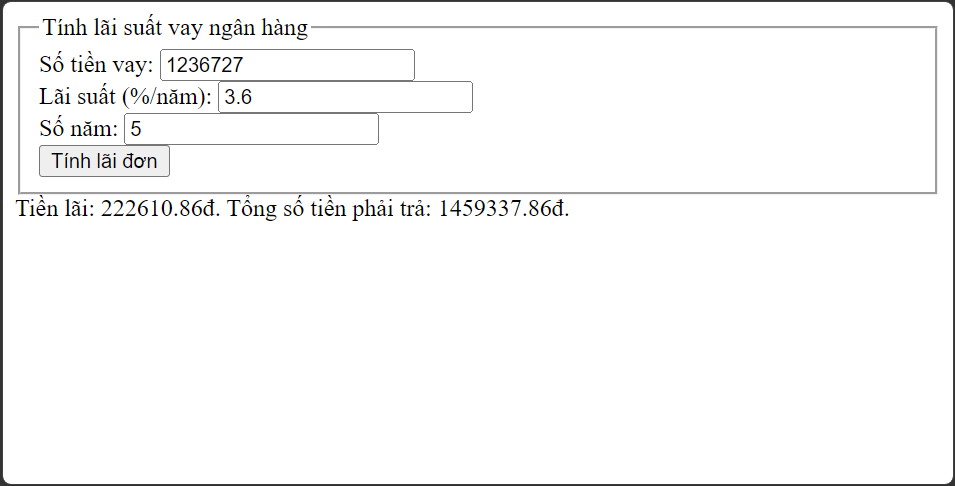 Tính lãi suất vay ngân hàng
Số tiền vay: 1236727
Lãi suất (%/năm): 3.6
Số năm: 5
Tính lãi đơn
Tiền lãi: 222610.86đ. Tổng số tiền phải trả: 1459337.86đ.